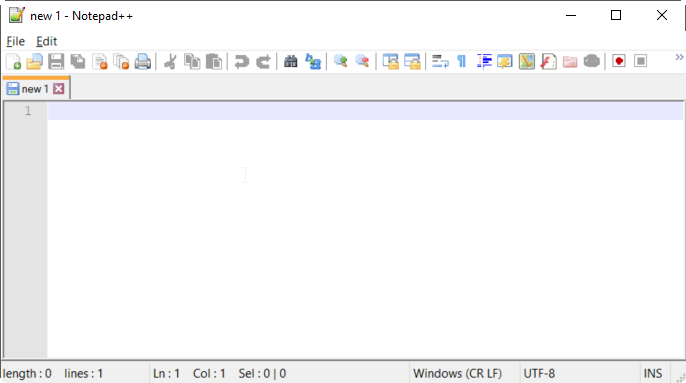 new 1 - Notepad++
File Edit
new 1
1
length : 0 lines : 1 Ln : 1 Col : 1 Sel : 0 | 0 Windows (CR LF) UTF-8 INS